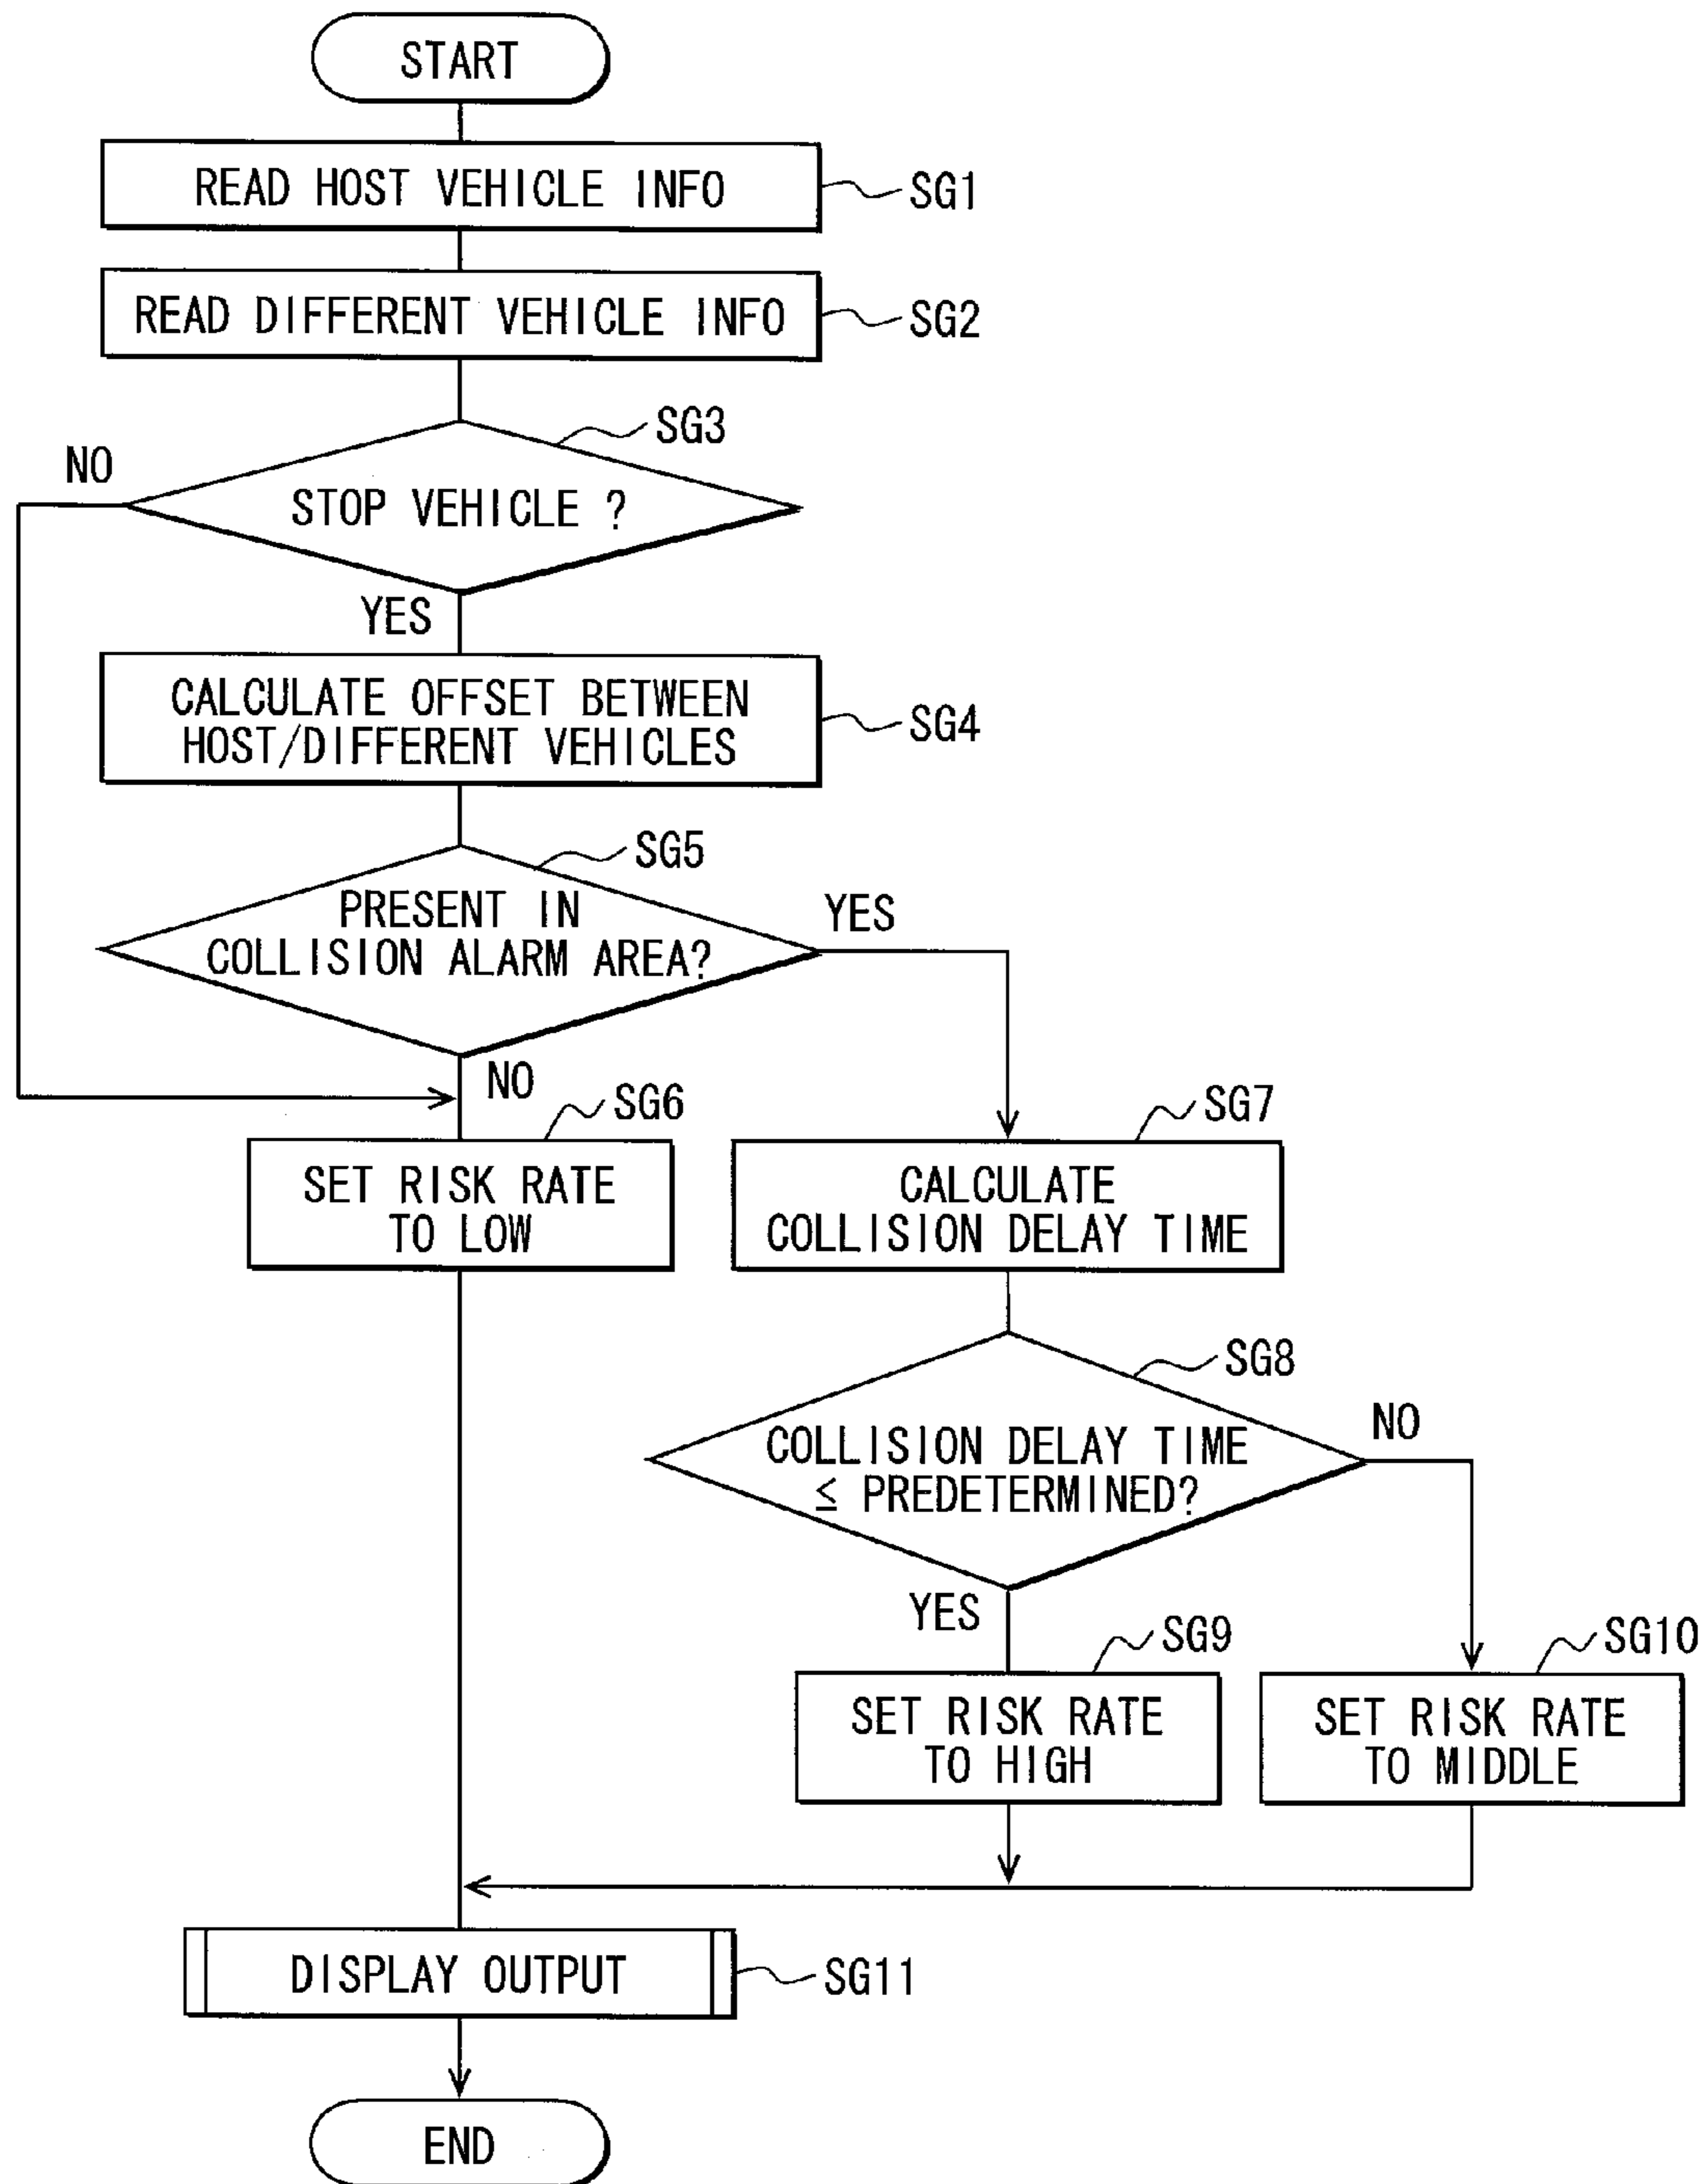 START
READ HOST VEHICLE INFO
SG1
READ DIFFERENT VEHICLE INFO
SG2
SG3
NO
STOP VEHICLE ?
YES
CALCULATE OFFSET BETWEEN
HOST/DIFFERENT VEHICLES
SG4
SG5
PRESENT IN
COLLISION ALARM AREA?
YES
NO
SG6
SET RISK RATE
TO LOW
SG7
CALCULATE
COLLISION DELAY TIME
SG8
COLLISION DELAY TIME
≤ PREDETERMINED?
NO
YES
SG9
SET RISK RATE
TO HIGH
SG10
SET RISK RATE
TO MIDDLE
DISPLAY OUTPUT
SG11
END